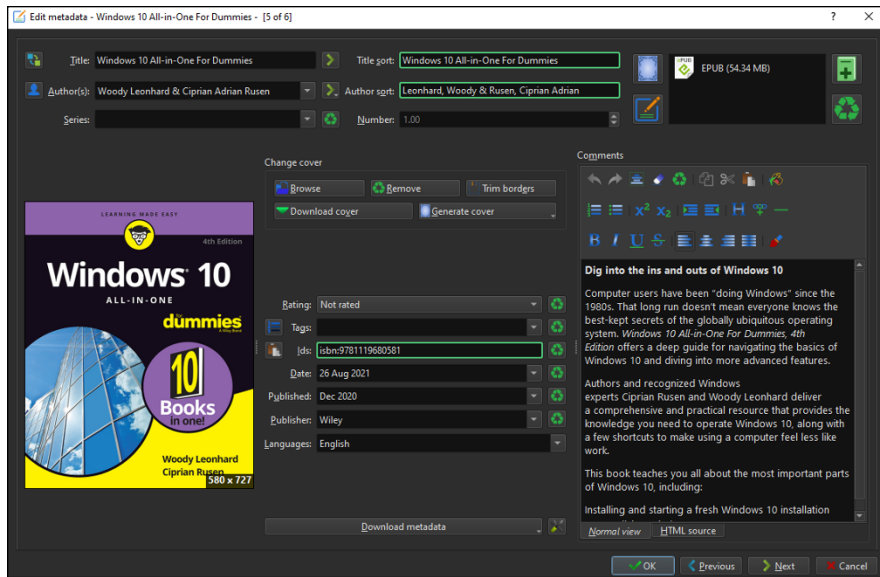 Edit metadata - Windows 10 All-in-One For Dummies - [5 of 6]
Title: Windows 10 All-in-One For Dummies
Title sort: Windows 10 All-in-One For Dummies
Author(s): Woody Leonhard & Ciprian Adrian Rusen
Author sort: Leonhard, Woody & Rusen, Ciprian Adrian
Series:
Number: 1.00
EPUB (54.34 MB)
Change cover
Browse
Remove
Trim borders
Download cover
Generate cover
LEARNING MADE EASY
4th Edition
Windows 10
ALL-IN-ONE
for
dummies
A Wiley Brand
10
Books
in one!
Woody Leonhard
Ciprian Rusen
580 x 727
Rating: Not rated
Tags:
Ids: isbn:9781119680581
Date: 26 Aug 2021
Published: Dec 2020
Publisher: Wiley
Languages: English
Download metadata
Comments
Dig into the ins and outs of Windows 10
Computer users have been "doing Windows" since the
1980s. That long run doesn't mean everyone knows the
best-kept secrets of the globally ubiquitous operating
system. Windows 10 All-in-One For Dummies, 4th
Edition offers a deep guide for navigating the basics of
Windows 10 and diving into more advanced features.
Authors and recognized Windows
experts Ciprian Rusen and Woody Leonhard deliver
a comprehensive and practical resource that provides the
knowledge you need to operate Windows 10, along with
a few shortcuts to make using a computer feel less like
work.
This book teaches you all about the most important parts
of Windows 10, including:
Installing and starting a fresh Windows 10 installation
Normal view
HTML source
OK
Previous
Next
Cancel